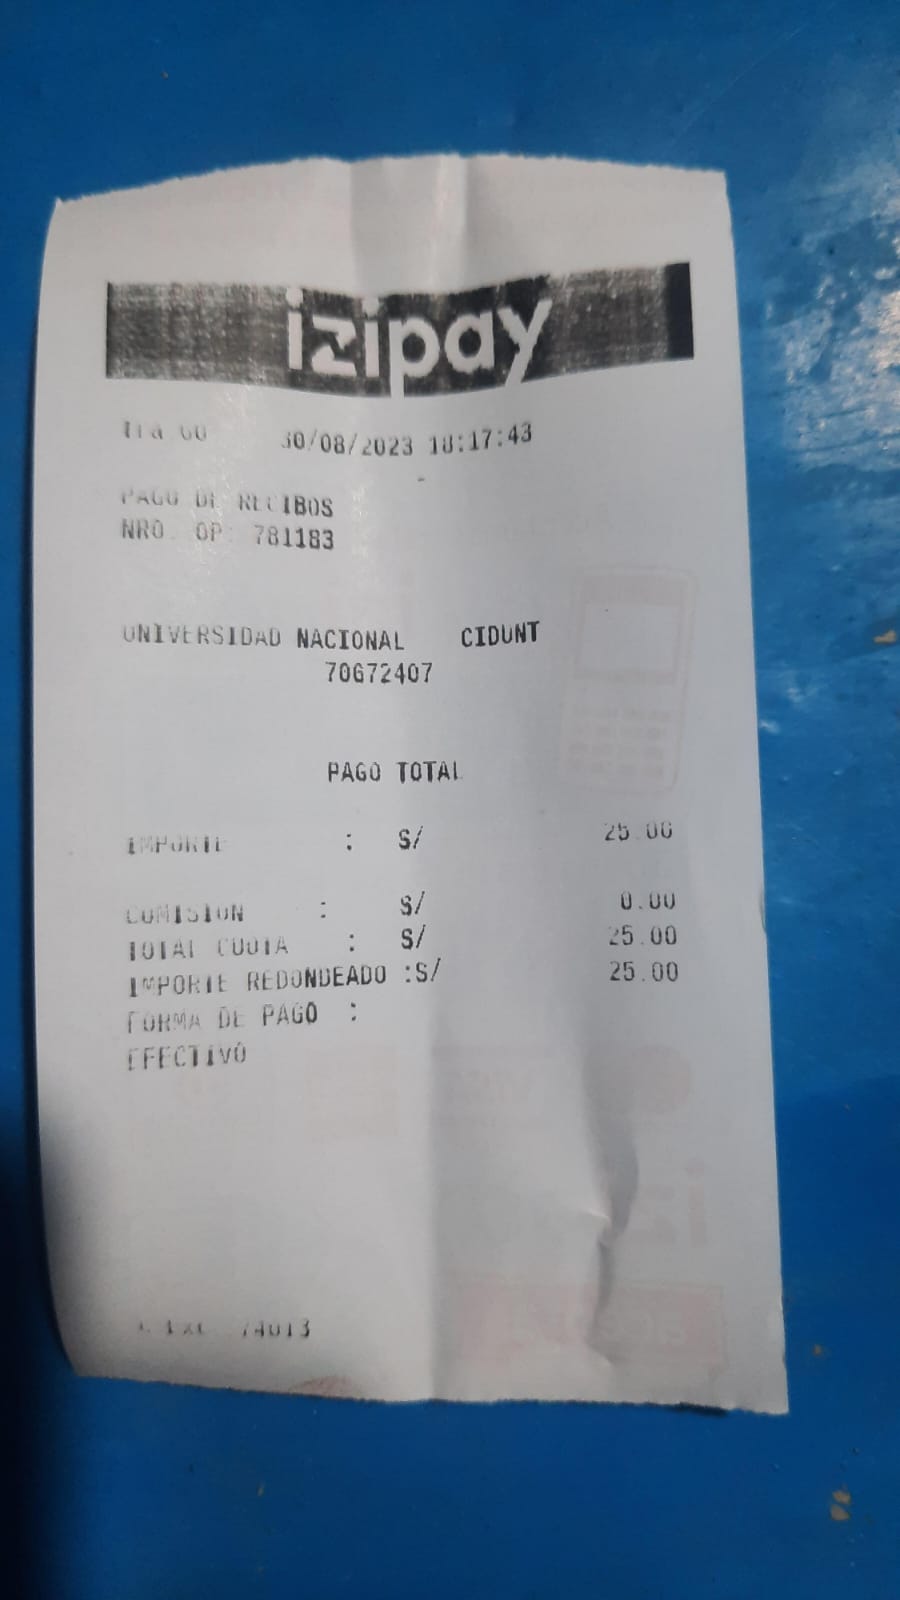 izipay
30/08/2023 18:17:43
PAGO DE RECIBOS
NRO. OP: 781183
UNIVERSIDAD NACIONAL CIDUNT
70672407
PAGO TOTAL
IMPORTE : S/ 25.00
COMISION : S/ 0.00
TOTAL CUOTA : S/ 25.00
IMPORTE REDONDEADO :S/ 25.00
FORMA DE PAGO :
EFECTIVO